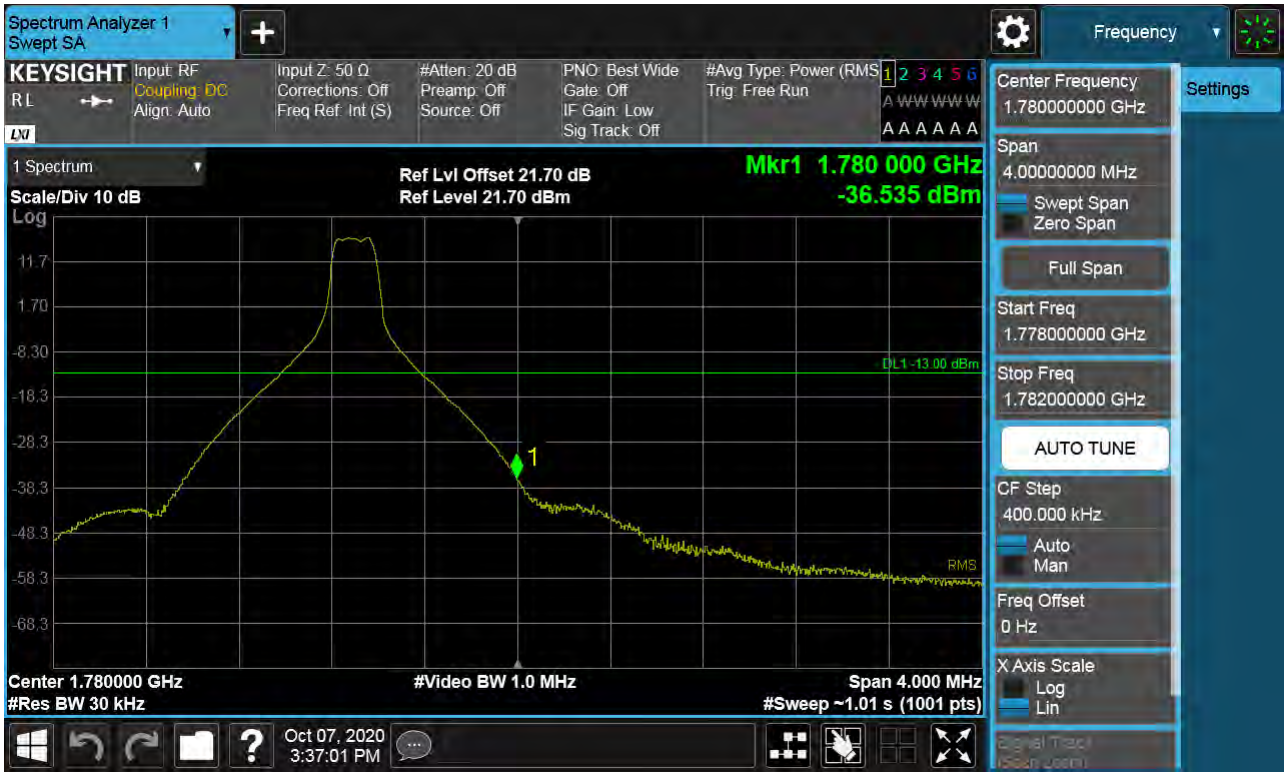 Spectrum Analyzer 1
Swept SA
+
Frequency
KEYSIGHT
R L
LXI
Input: RF
Coupling: DC
Align: Auto
Input Z: 50 Ω
Corrections: Off
Freq Ref: Int (S)
#Atten: 20 dB
Preamp: Off
Source: Off
PNO: Best Wide
Gate: Off
IF Gain: Low
Sig Track: Off
#Avg Type: Power (RMS
Trig: Free Run
1 2 3 4 5 6
A W W W W W
A A A A A A
1 Spectrum
Scale/Div 10 dB
Log
Ref Lvl Offset 21.70 dB
Ref Level 21.70 dBm
Mkr1 1.780 000 GHz
-36.535 dBm
11.7
1.70
-8.30
-18.3
-28.3
-38.3
-48.3
-58.3
-68.3
DL1 -13.00 dBm
1
RMS
Center 1.780000 GHz
#Res BW 30 kHz
#Video BW 1.0 MHz
Span 4.000 MHz
#Sweep ~1.01 s (1001 pts)
Center Frequency
1.780000000 GHz
Span
4.00000000 MHz
Swept Span
Zero Span
Full Span
Start Freq
1.778000000 GHz
Stop Freq
1.782000000 GHz
AUTO TUNE
CF Step
400.000 kHz
Auto
Man
Freq Offset
0 Hz
X Axis Scale
Log
Lin
Signal Track
(Span Zoom)
Settings
?
Oct 07, 2020
3:37:01 PM